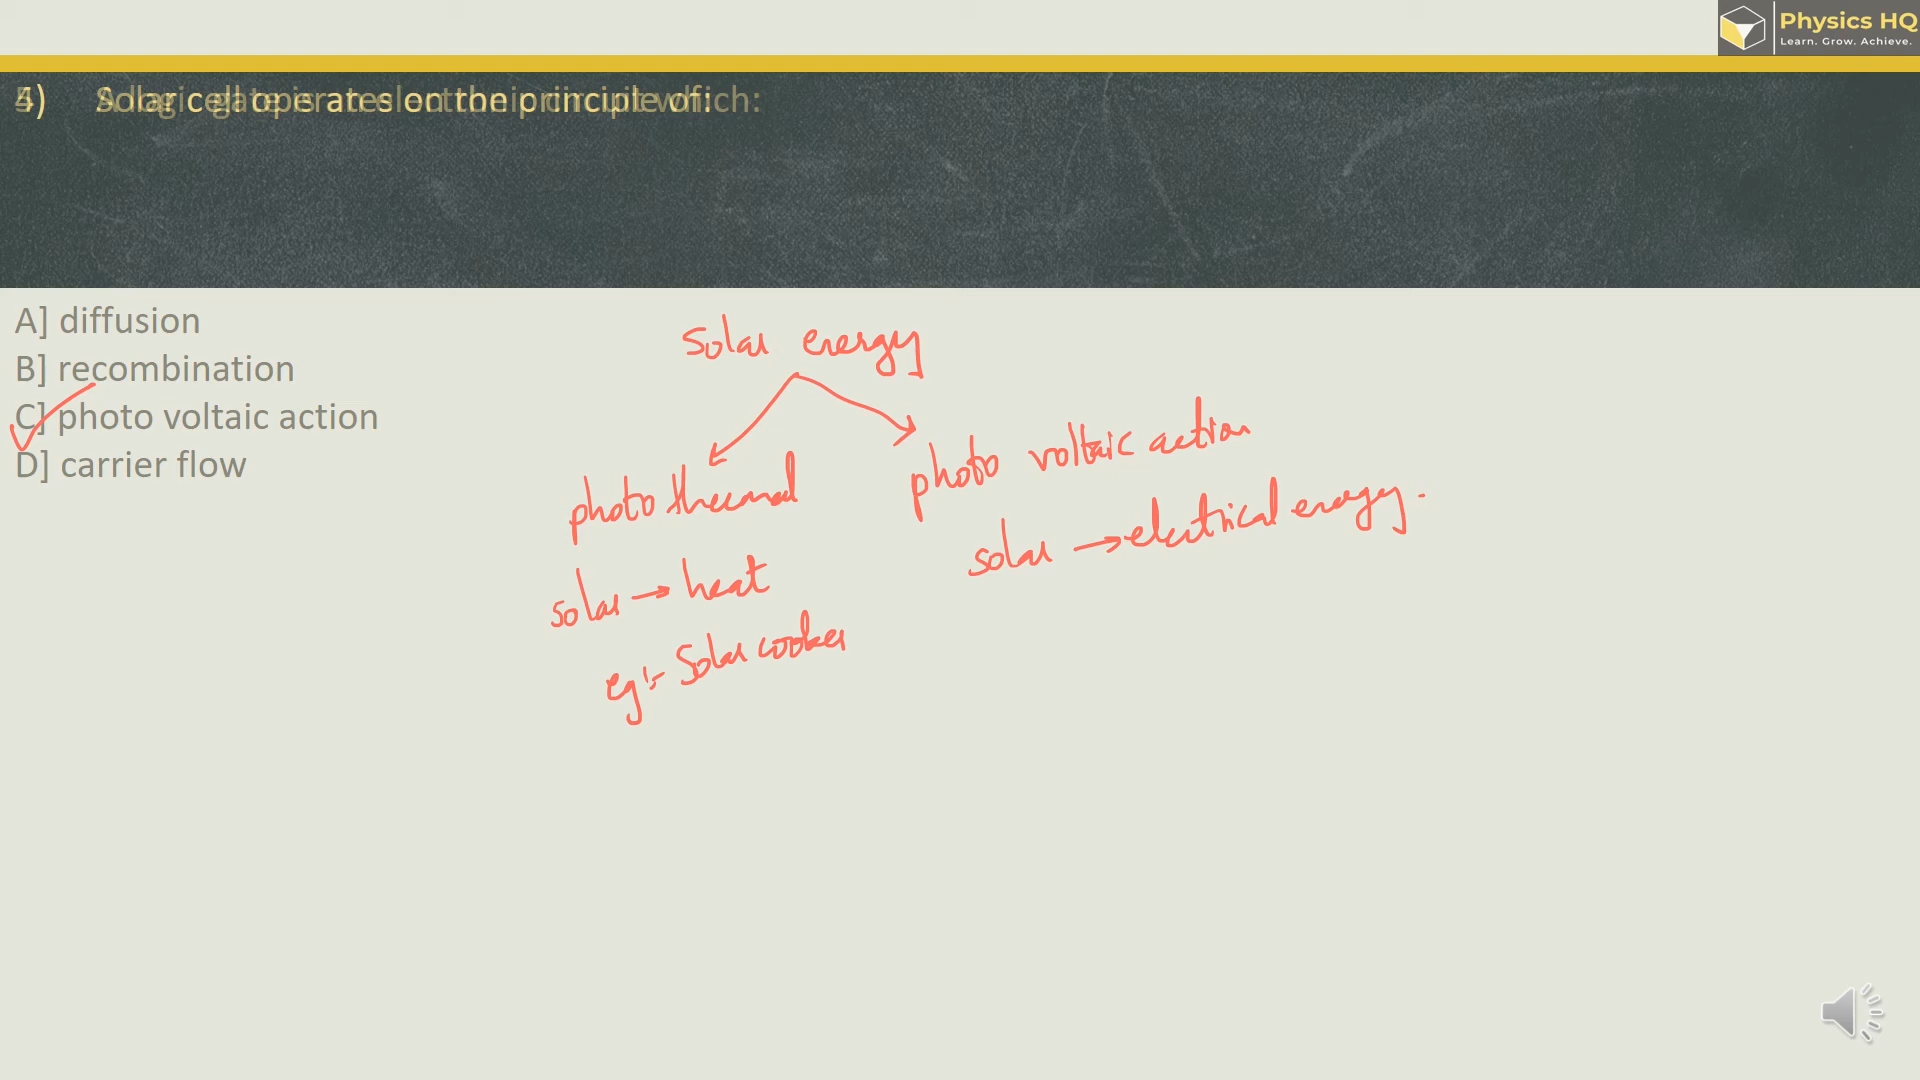 Physics HQ
Learn. Grow. Achieve.
4) Solar cell operates on the principle of:
A] diffusion
B] recombination
C] photo voltaic action
D] carrier flow
Solar energy
photo thermal
photo voltaic action
solar → heat
solar → electrical energy.
eg:- Solar cooker